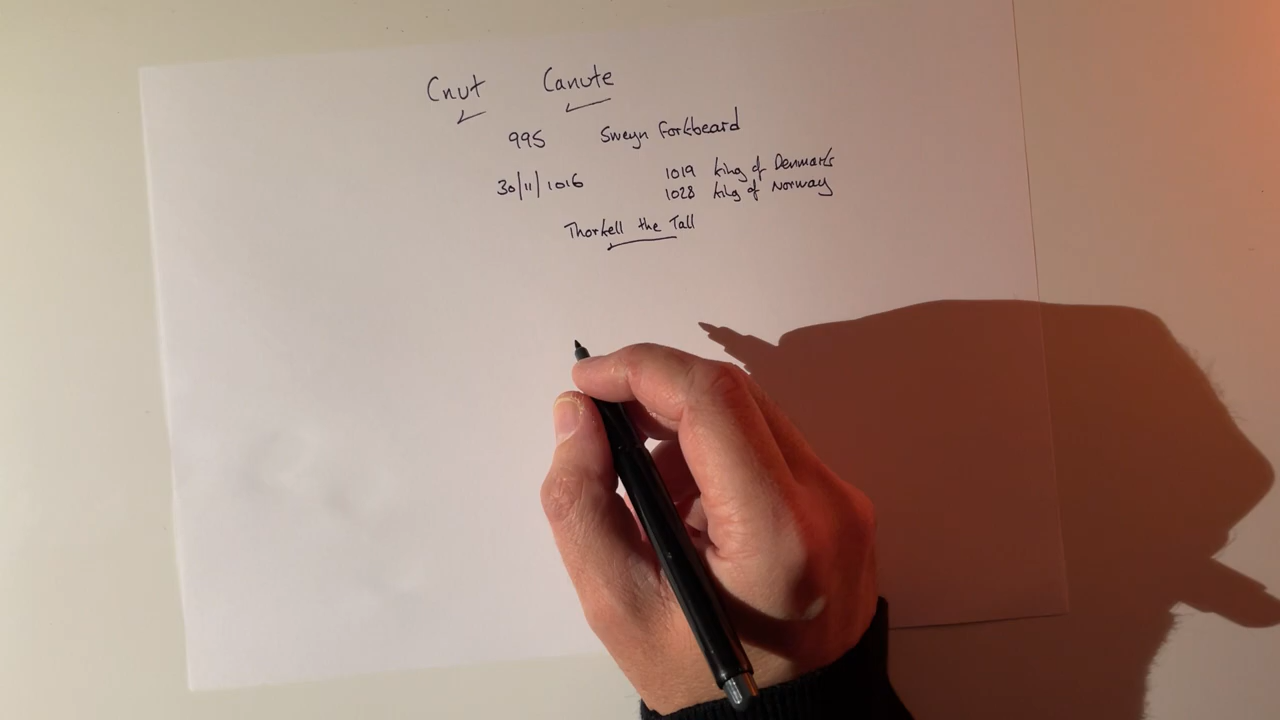 Cnut Canute
995 Sweyn Forkbeard
30/11/1016 1019 King of Denmark
1028 King of Norway
Thorkell the Tall